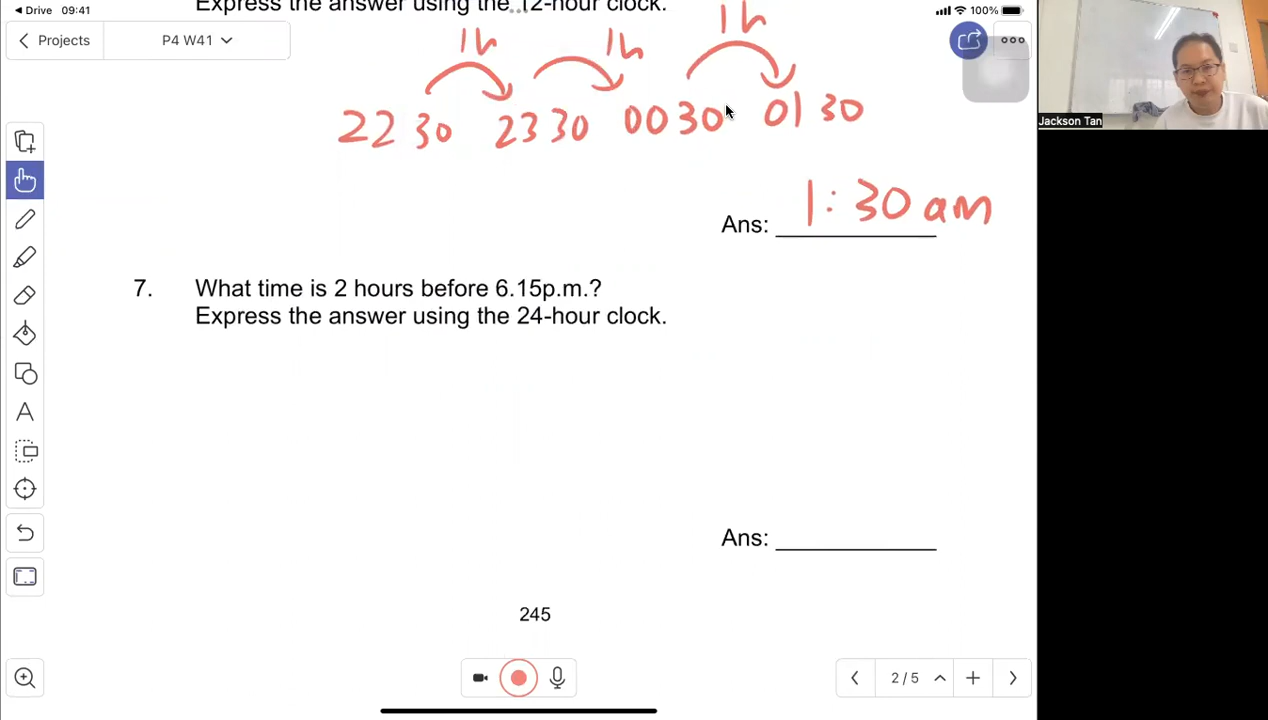 Drive 09:41
100%
Projects
P4 W41
Express the answer using the 12-hour clock.
1h 1h 1h
22 30 23 30 00 30 01 30
Ans: 1:30 am
7. What time is 2 hours before 6.15p.m.?
Express the answer using the 24-hour clock.
Ans:
245
2 / 5
A
Jackson Tan